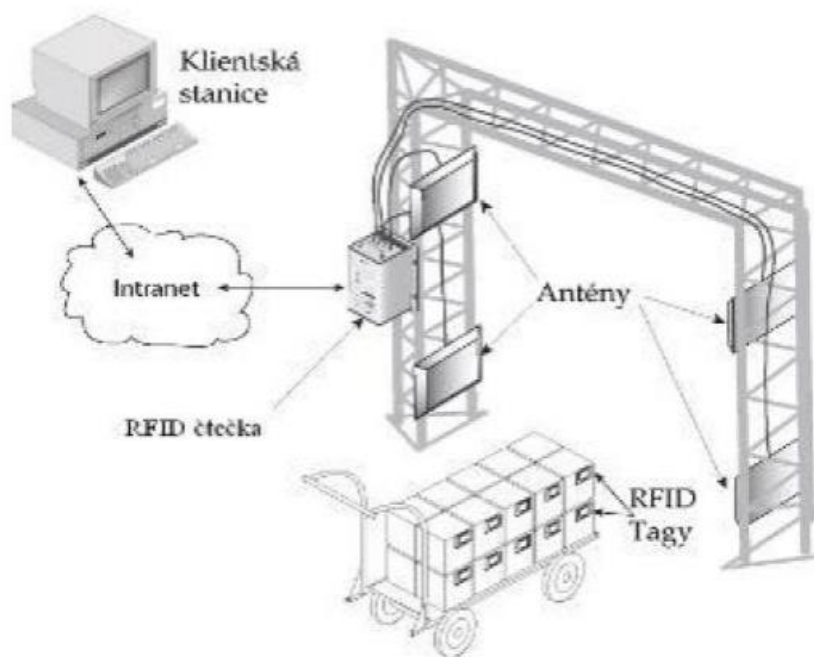 Klientská
stanice
Intranet
Antény
RFID čtečka
RFID
Tagy